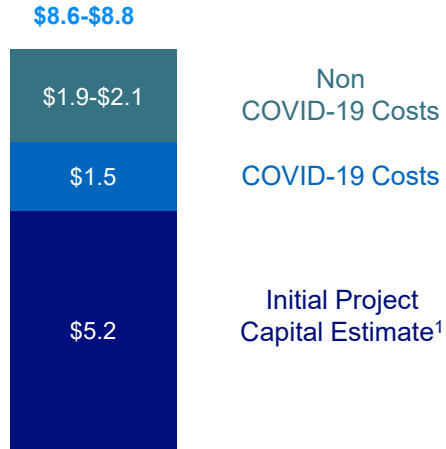 $8.6-$8.8
$1.9-$2.1
Non
COVID-19 Costs
$1.5
COVID-19 Costs
$5.2
Initial Project
Capital Estimate¹